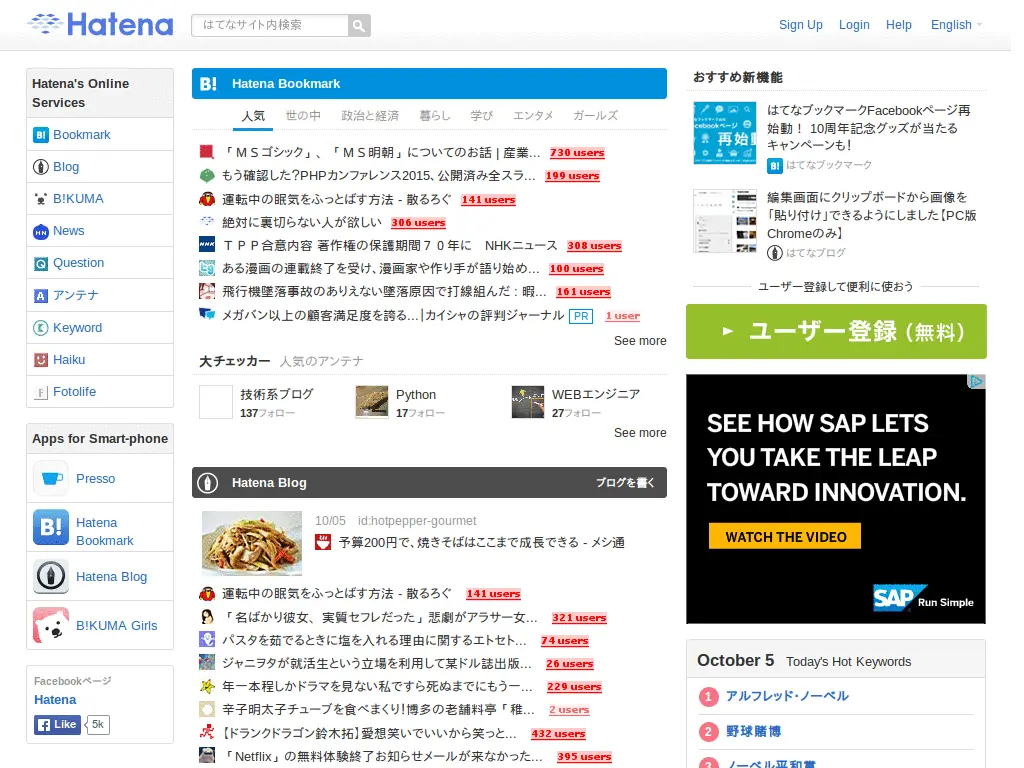 Hatena
はてなサイト内検索
Sign Up
Login
Help
English
Hatena's Online
Services
Bookmark
Blog
B!KUMA
News
Question
アンテナ
Keyword
Haiku
Fotolife
Apps for Smart-phone
Presso
Hatena
Bookmark
Hatena Blog
B!KUMA Girls
Facebookページ
Hatena
Like
5k
B!
Hatena Bookmark
人気
世の中
政治と経済
暮らし
学び
エンタメ
ガールズ
「ＭＳゴシック」、「ＭＳ明朝」についてのお話 | 産業... 730 users
もう確認した?PHPカンファレンス2015、公開済み全スラ... 199 users
運転中の眠気をふっとばす方法 - 散るろぐ 141 users
絶対に裏切らない人が欲しい 306 users
ＴＰＰ合意内容 著作権の保護期間７０年に　NHKニュース 308 users
ある漫画の連載終了を受け、漫画家や作り手が語り始め... 100 users
飛行機墜落事故のありえない墜落原因で打線組んだ : 暇... 161 users
メガバン以上の顧客満足度を誇る...|カイシャの評判ジャーナル PR 1 user
See more
大チェッカー 人気のアンテナ
技術系ブログ
137フォロー
Python
17フォロー
WEBエンジニア
27フォロー
See more
Hatena Blog
ブログを書く
10/05 id:hotpepper-gourmet
予算200円で、焼きそばはここまで成長できる - メシ通
運転中の眠気をふっとばす方法 - 散るろぐ 141 users
「名ばかり彼女、実質セフレだった」悲劇がアラサー女... 321 users
パスタを茹でるときに塩を入れる理由に関するエトセト... 74 users
ジャニヲタが就活生という立場を利用して某ドル誌出版... 26 users
年一本程しかドラマを見ない私ですら死ぬまでにもう一... 229 users
辛子明太子チューブを食べまくり!博多の老舗料亭「稚... 2 users
【ドランクドラゴン鈴木拓】愛想笑いでいいから笑っと... 432 users
「Netflix」の無料体験終了お知らせメールが来なかった... 395 users
おすすめ新機能
はてなブックマークFacebookページ再
始動！ 10周年記念グッズが当たる
キャンペーンも!
はてなブックマーク
編集画面にクリップボードから画像を
「貼り付け」できるようにしました【PC版
Chromeのみ】
はてなブログ
ユーザー登録して便利に使おう
ユーザー登録（無料）
SEE HOW SAP LETS
YOU TAKE THE LEAP
TOWARD INNOVATION.
WATCH THE VIDEO
SAP Run Simple
October 5 Today's Hot Keywords
1 アルフレッド・ノーベル
2 野球賭博
3 ノーベル平和賞